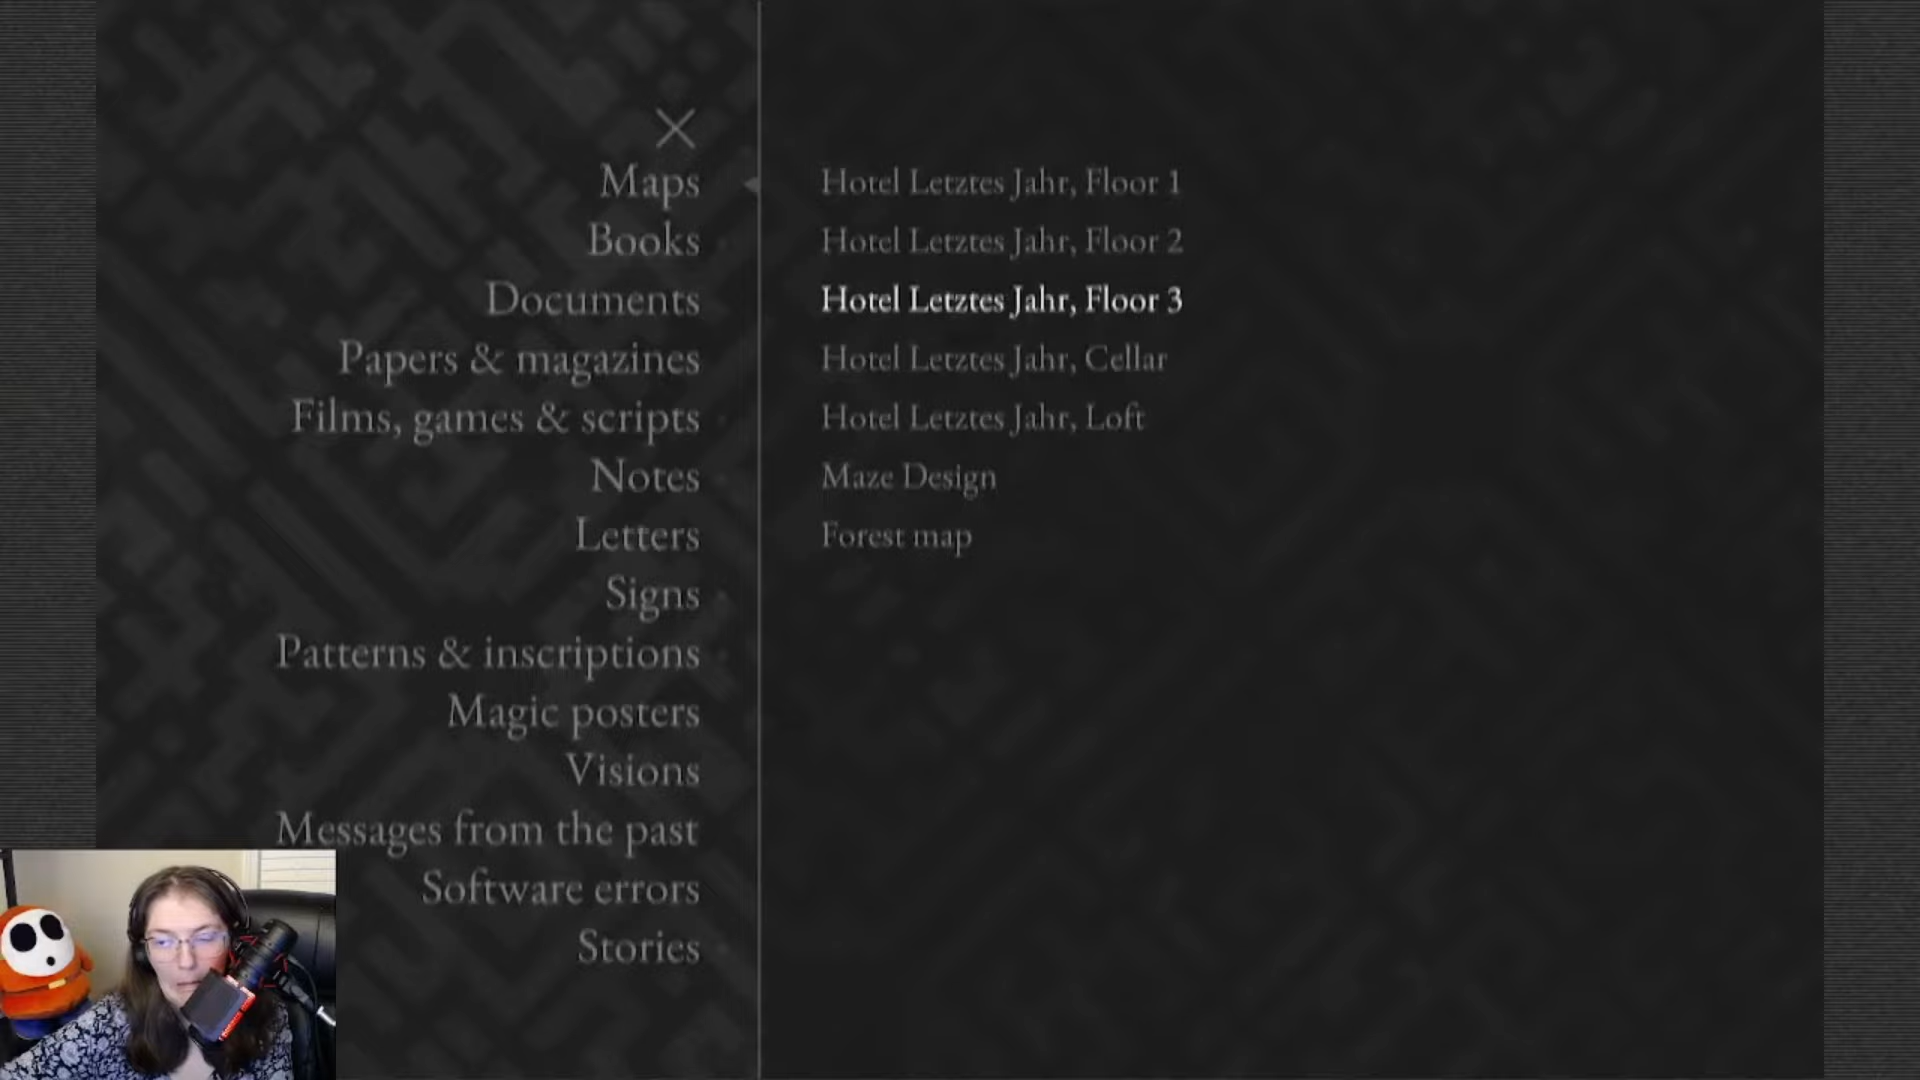 Maps
Books
Documents
Papers & magazines
Films, games & scripts
Notes
Letters
Signs
Patterns & inscriptions
Magic posters
Visions
Messages from the past
Software errors
Stories
Hotel Letztes Jahr, Floor 1
Hotel Letztes Jahr, Floor 2
Hotel Letztes Jahr, Floor 3
Hotel Letztes Jahr, Cellar
Hotel Letztes Jahr, Loft
Maze Design
Forest map